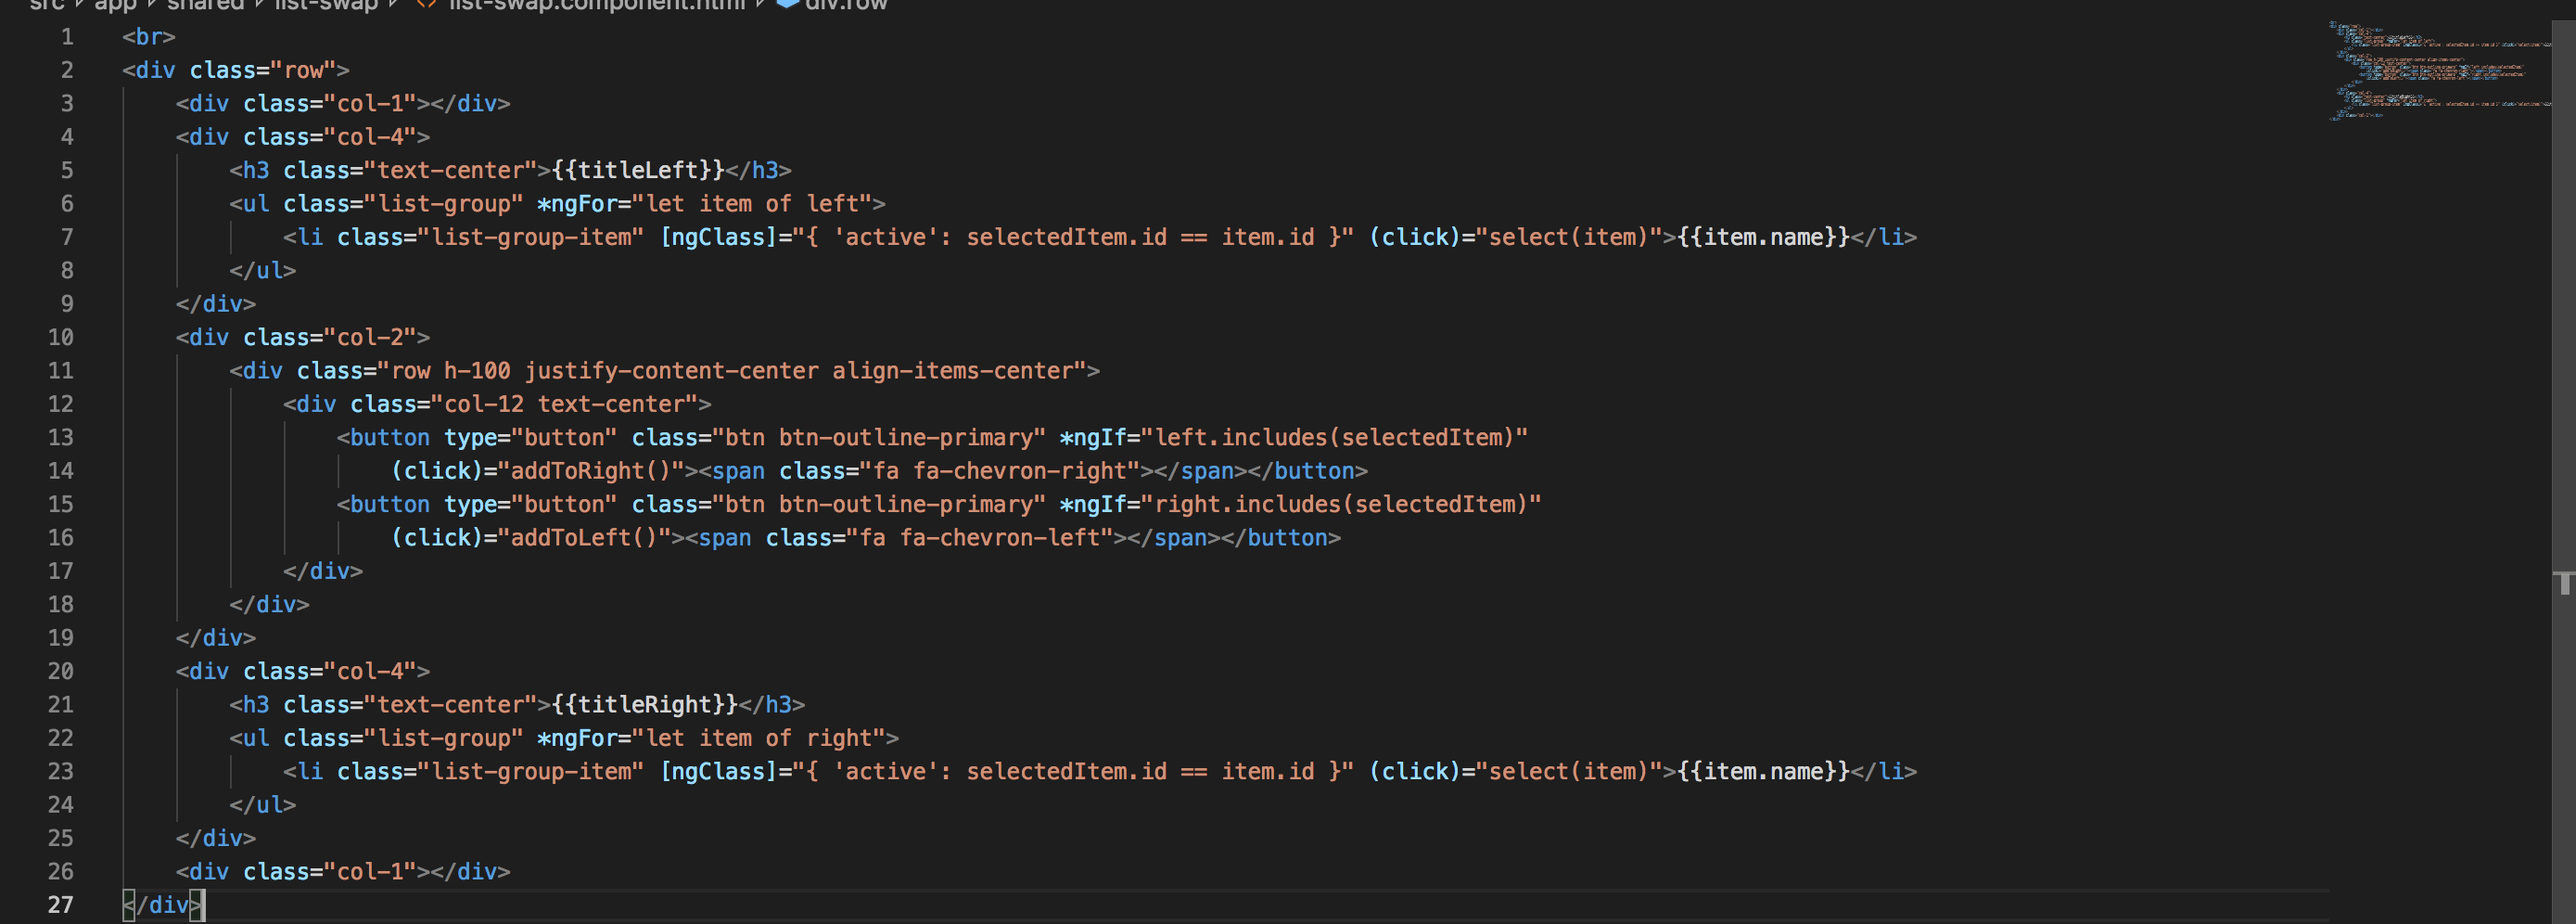 src > app > shared > list-swap > <> list-swap.component.html > div.row
1 <br>
2 <div class="row">
3     <div class="col-1"></div>
4     <div class="col-4">
5         <h3 class="text-center">{{titleLeft}}</h3>
6         <ul class="list-group" *ngFor="let item of left">
7             <li class="list-group-item" [ngClass]="{ 'active': selectedItem.id == item.id }" (click)="select(item)">{{item.name}}</li>
8         </ul>
9     </div>
10     <div class="col-2">
11         <div class="row h-100 justify-content-center align-items-center">
12             <div class="col-12 text-center">
13                 <button type="button" class="btn btn-outline-primary" *ngIf="left.includes(selectedItem)"
14                     (click)="addToRight()"><span class="fa fa-chevron-right"></span></button>
15                 <button type="button" class="btn btn-outline-primary" *ngIf="right.includes(selectedItem)"
16                     (click)="addToLeft()"><span class="fa fa-chevron-left"></span></button>
17             </div>
18         </div>
19     </div>
20     <div class="col-4">
21         <h3 class="text-center">{{titleRight}}</h3>
22         <ul class="list-group" *ngFor="let item of right">
23             <li class="list-group-item" [ngClass]="{ 'active': selectedItem.id == item.id }" (click)="select(item)">{{item.name}}</li>
24         </ul>
25     </div>
26     <div class="col-1"></div>
27 </div>